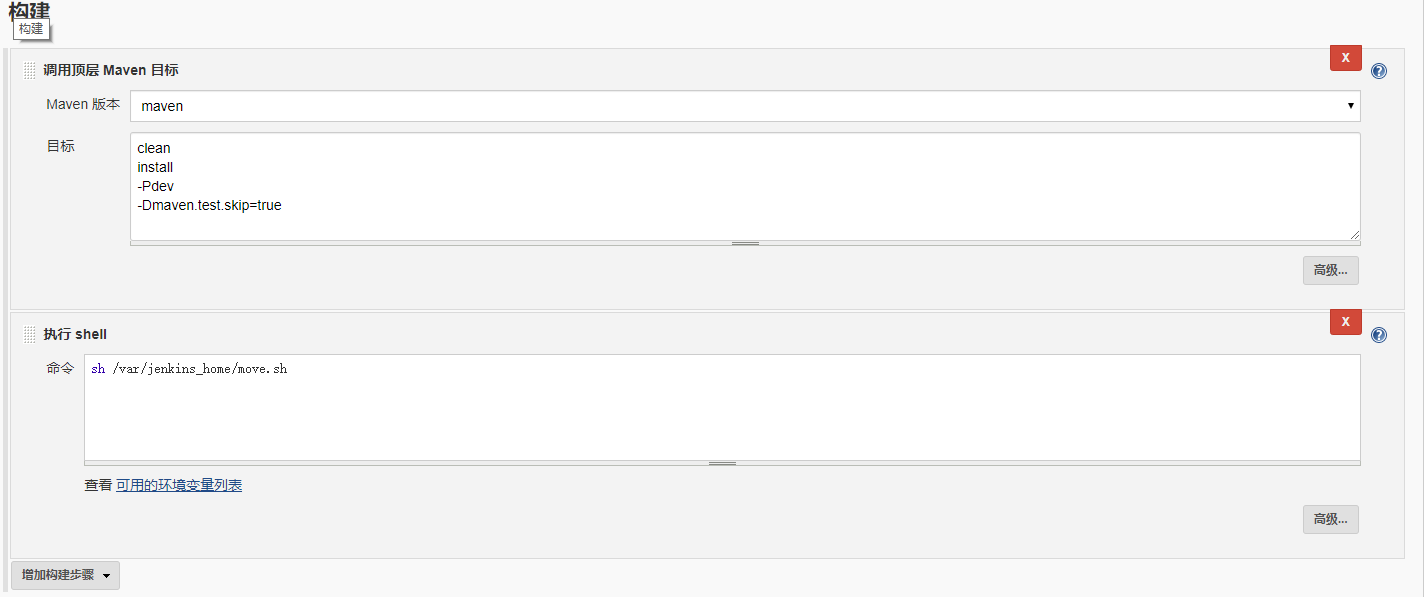 构建
构建
调用顶层 Maven 目标
X
Maven 版本
maven
目标
clean
install
-Pdev
-Dmaven.test.skip=true
高级...
执行 shell
X
命令
sh /var/jenkins_home/move.sh
查看 可用的环境变量列表
高级...
增加构建步骤